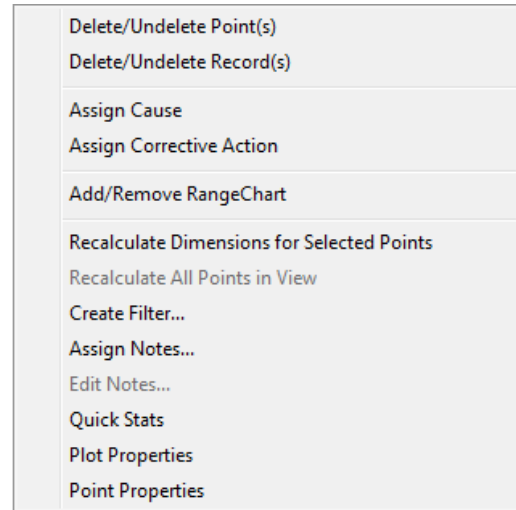 Delete/Undelete Point(s)
Delete/Undelete Record(s)
Assign Cause
Assign Corrective Action
Add/Remove RangeChart
Recalculate Dimensions for Selected Points
Recalculate All Points in View
Create Filter...
Assign Notes...
Edit Notes...
Quick Stats
Plot Properties
Point Properties